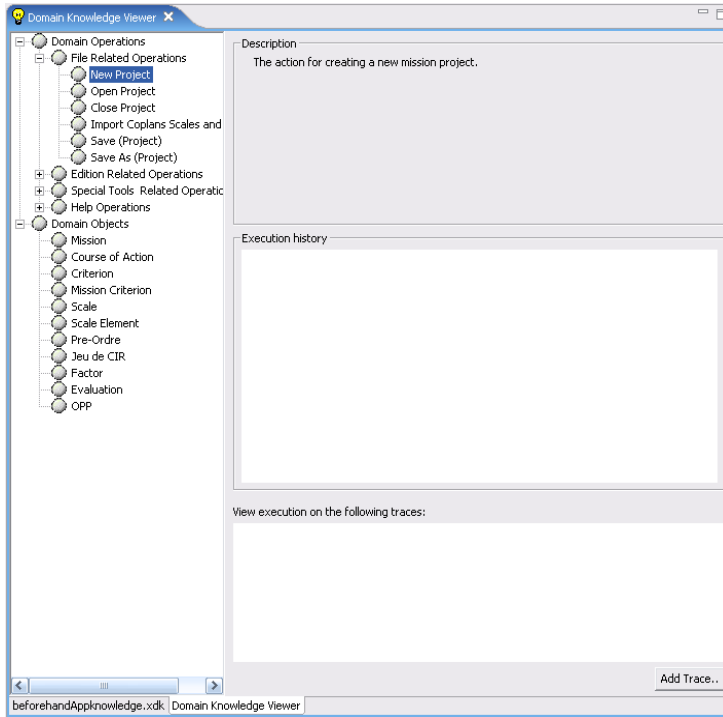 Domain Knowledge Viewer
Domain Operations
File Related Operations
New Project
Open Project
Close Project
Import Coplans Scales and
Save (Project)
Save As (Project)
Edition Related Operations
Special Tools Related Operatic
Help Operations
Domain Objects
Mission
Course of Action
Criterion
Mission Criterion
Scale
Scale Element
Pre-Ordre
Jeu de CIR
Factor
Evaluation
OPP
Description
The action for creating a new mission project.
Execution history
View execution on the following traces:
Add Trace..
beforehandAppknowledge.xdk Domain Knowledge Viewer